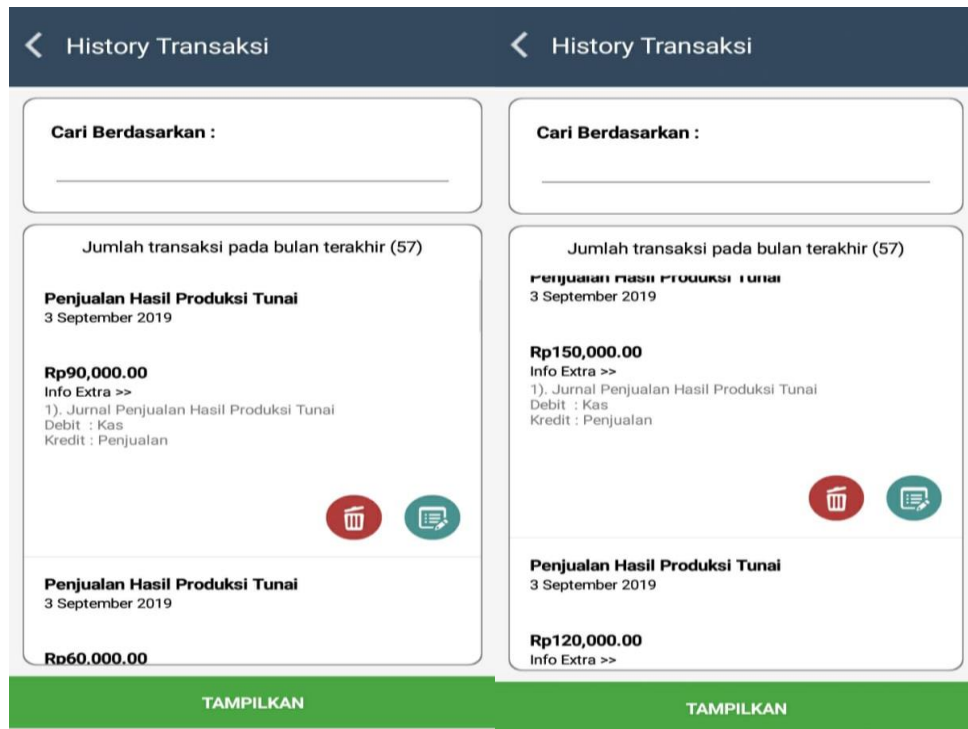 History Transaksi
Cari Berdasarkan :
Jumlah transaksi pada bulan terakhir (57)
Penjualan Hasil Produksi Tunai
3 September 2019
Rp90,000.00
Info Extra >>
1). Jurnal Penjualan Hasil Produksi Tunai
Debit : Kas
Kredit : Penjualan
Penjualan Hasil Produksi Tunai
3 September 2019
Rp60,000.00
TAMPILKAN
History Transaksi
Cari Berdasarkan :
Jumlah transaksi pada bulan terakhir (57)
Penjualan Hasil Produksi Tunai
3 September 2019
Rp150,000.00
Info Extra >>
1). Jurnal Penjualan Hasil Produksi Tunai
Debit : Kas
Kredit : Penjualan
Penjualan Hasil Produksi Tunai
3 September 2019
Rp120,000.00
Info Extra >>
TAMPILKAN